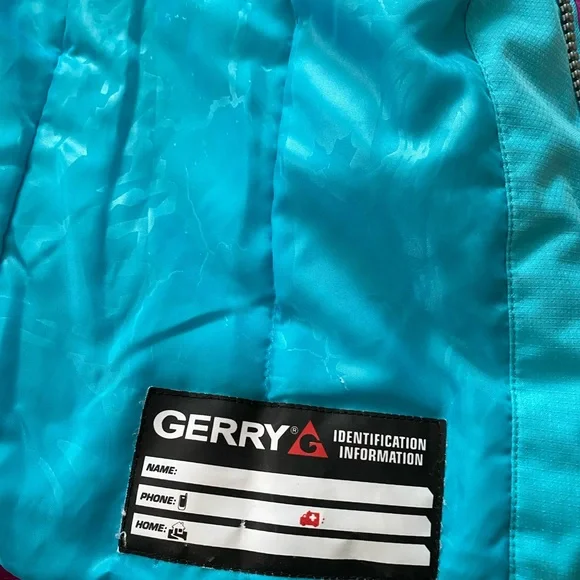 GERRY® G IDENTIFICATION
INFORMATION
NAME:
PHONE: :
HOME: